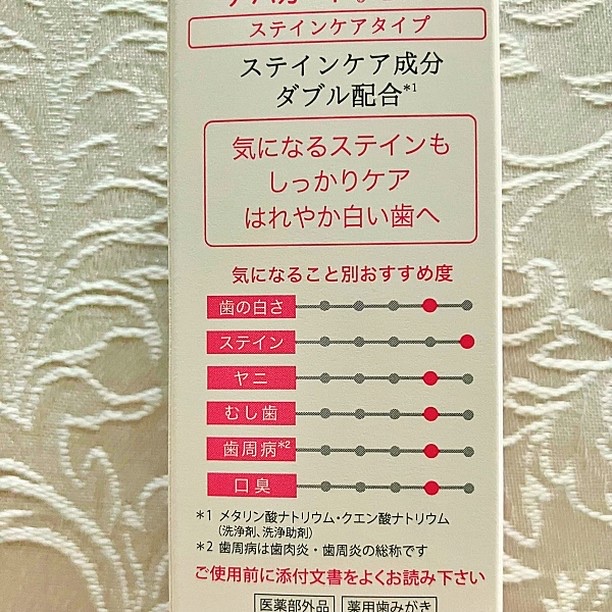 ステインケアタイプ
ステインケア成分
ダブル配合*1
気になるステインも
しっかりケア
はれやか白い歯へ
気になること別おすすめ度
歯の白さ
ステイン
ヤニ
むし歯
歯周病*2
口臭
*1 メタリン酸ナトリウム・クエン酸ナトリウム
(洗浄剤、洗浄助剤)
*2 歯周病は歯肉炎・歯周炎の総称です
ご使用前に添付文書をよくお読み下さい
医薬部外品 薬用歯みがき